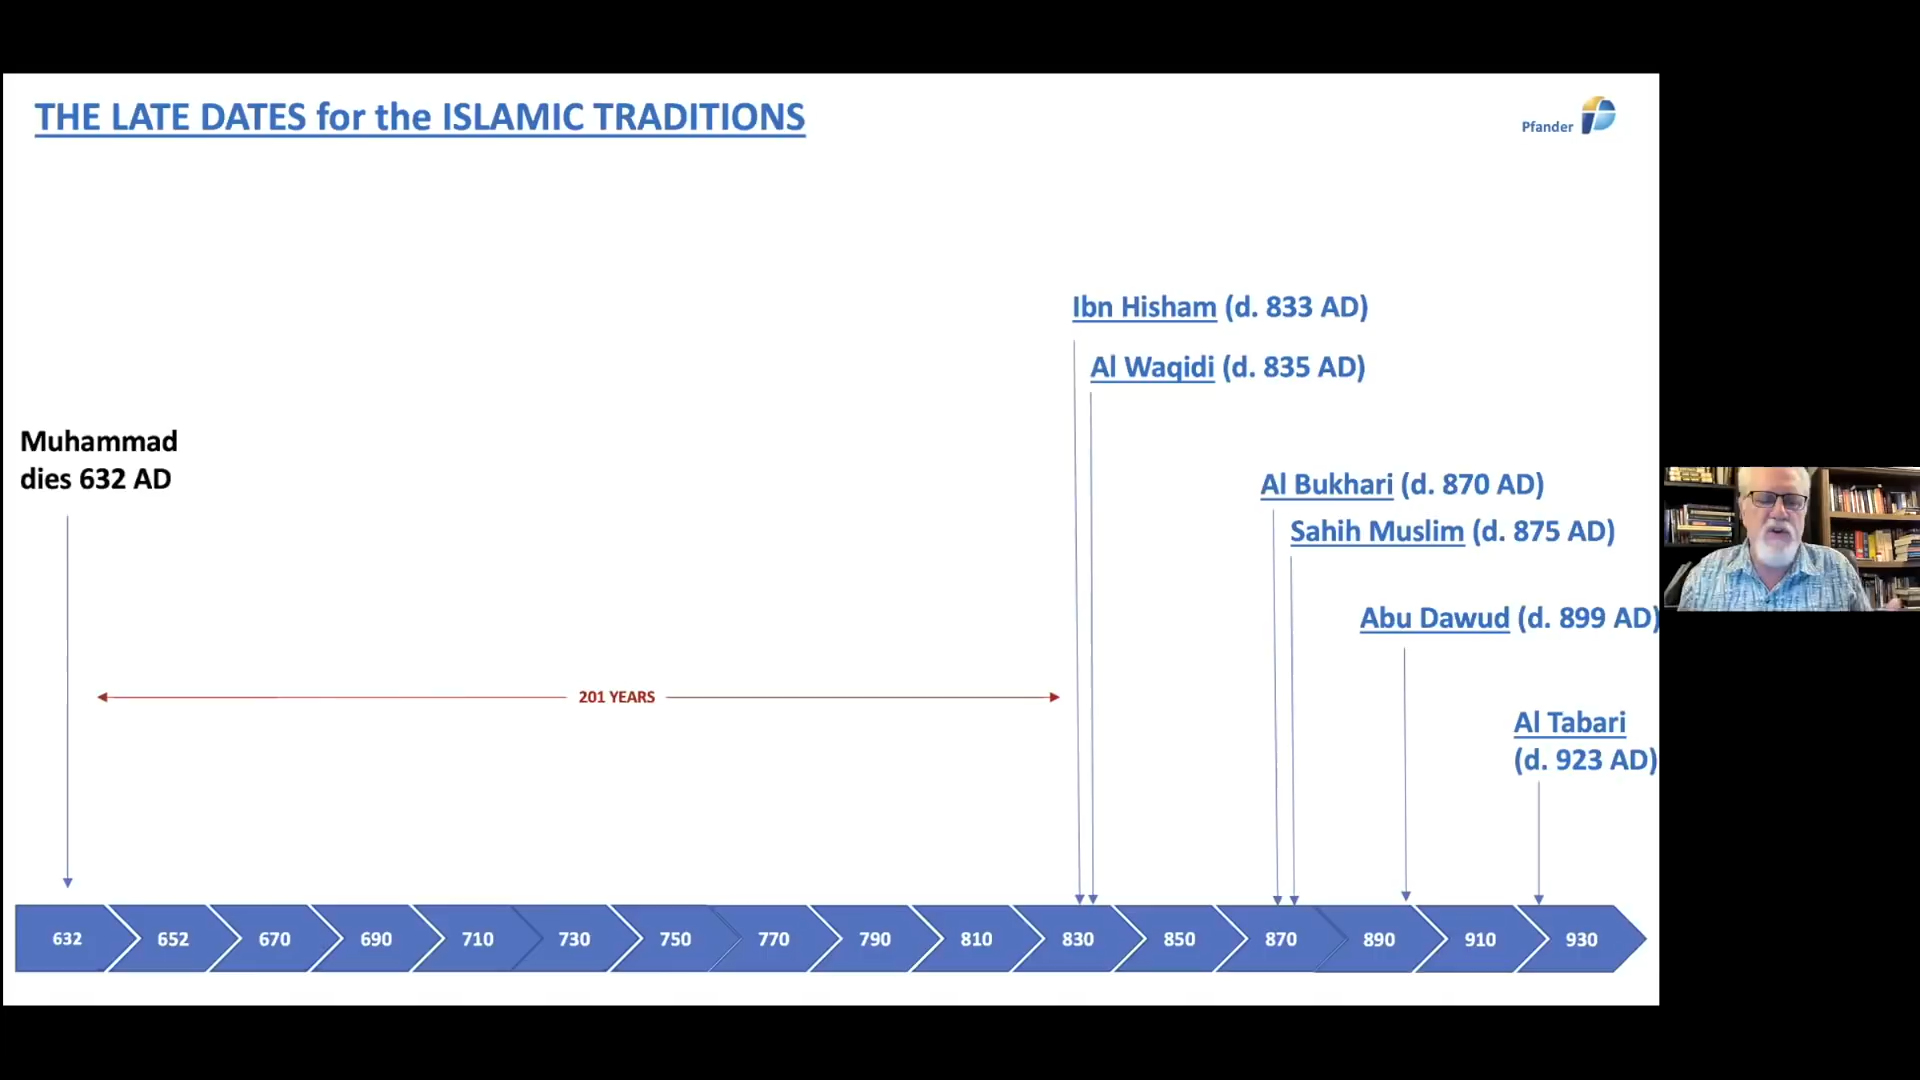 THE LATE DATES for the ISLAMIC TRADITIONS
Pfander
Ibn Hisham (d. 833 AD)
Al Waqidi (d. 835 AD)
Muhammad
dies 632 AD
Al Bukhari (d. 870 AD)
Sahih Muslim (d. 875 AD)
Abu Dawud (d. 899 AD)
201 YEARS
Al Tabari
(d. 923 AD)
632 652 670 690 710 730 750 770 790 810 830 850 870 890 910 930